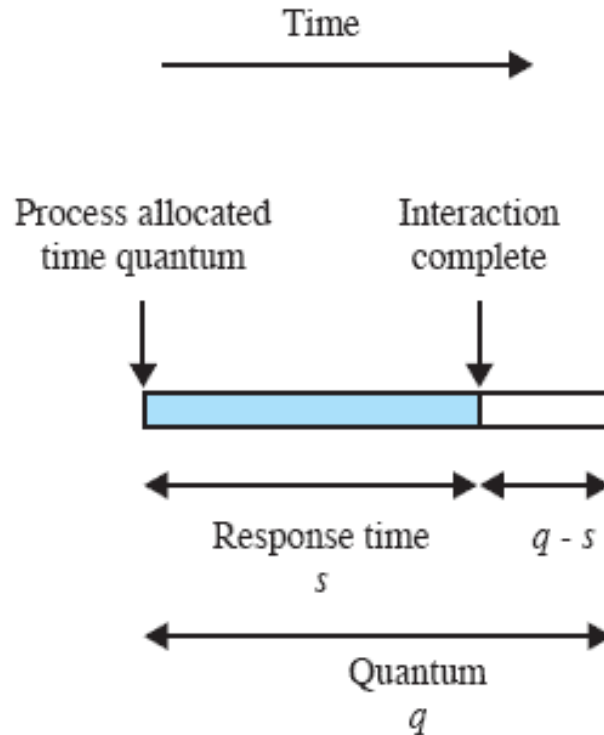 Time
Process allocated
time quantum
Interaction
complete
Response time
s
q - s
Quantum
q